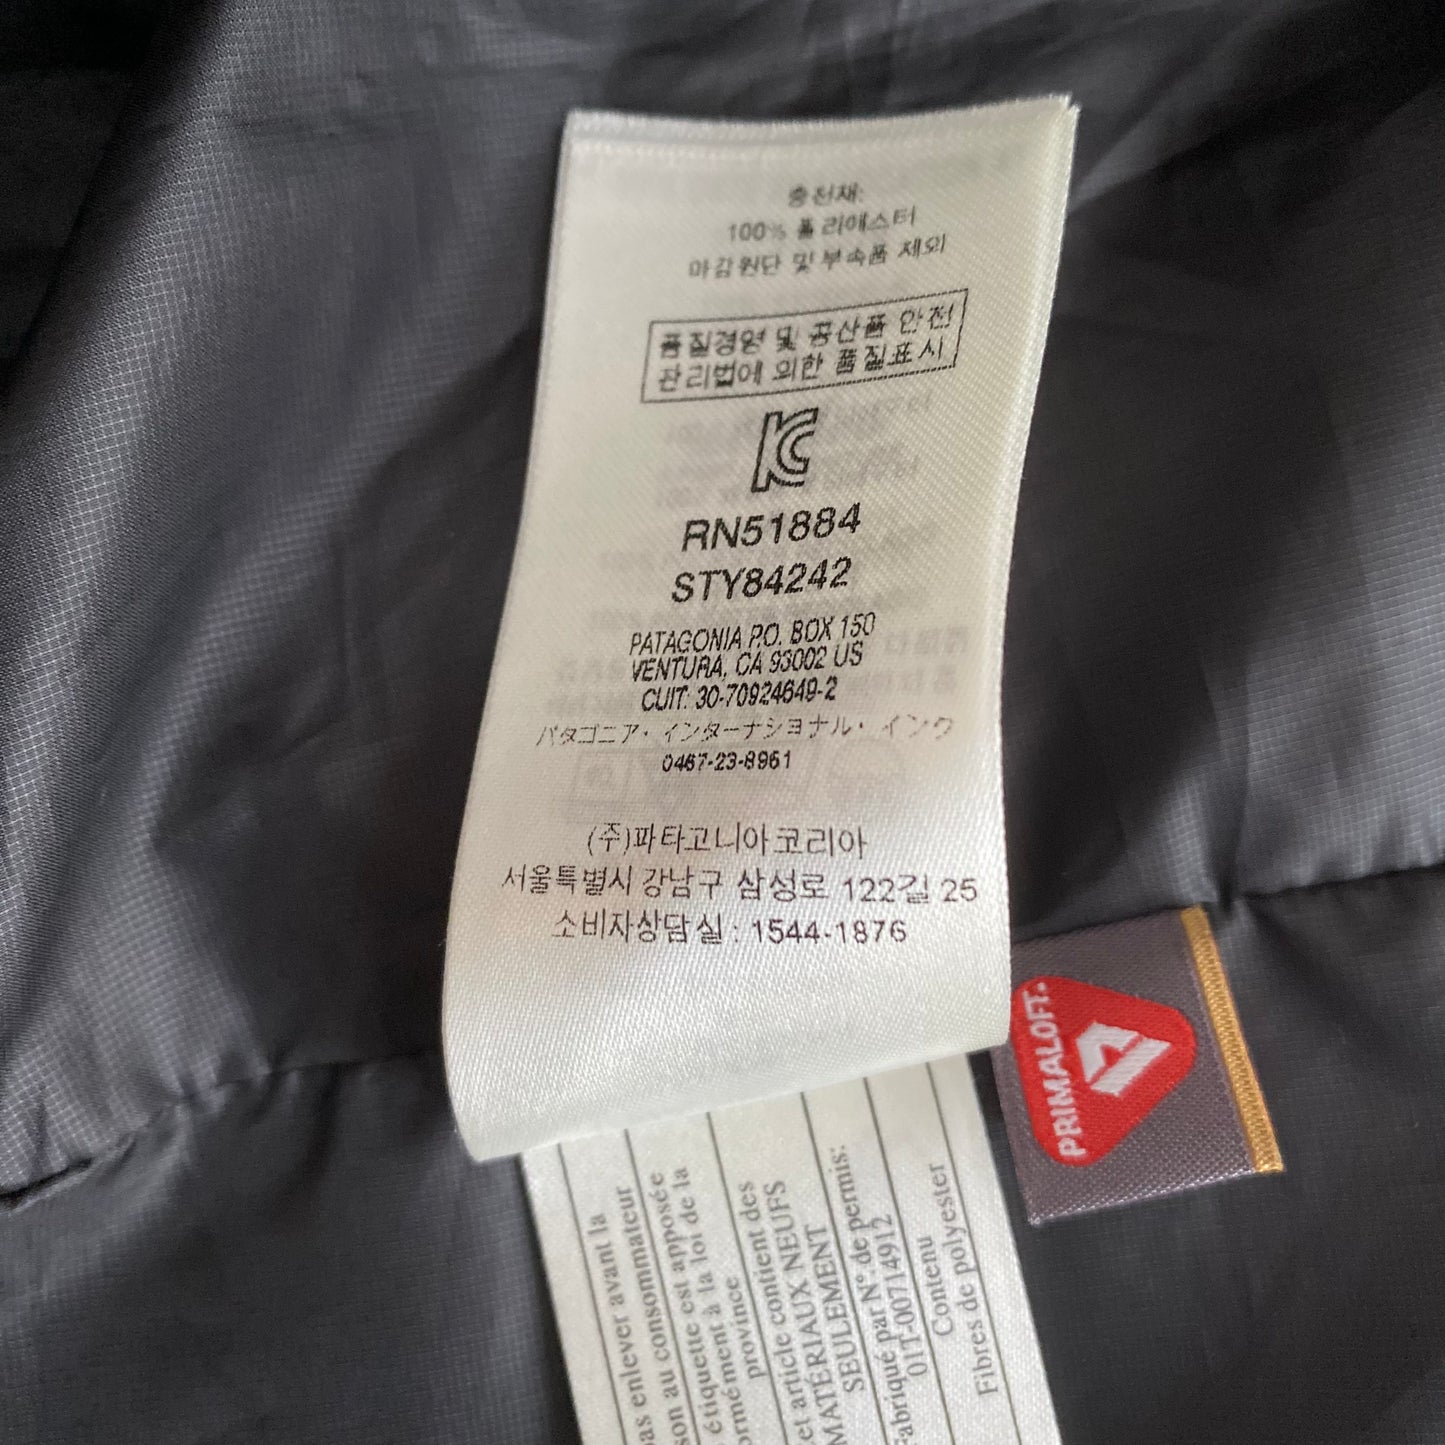 충전재:
100% 폴리에스터
마감원단 및 부속품 제외
품질경영 및 공산품 안전
관리법에 의한 품질표시
KC
RN51884
STY84242
PATAGONIA P.O. BOX 150
VENTURA, CA 93002 US
CUIT: 30-70924649-2
パタゴニア・インターナショナル・インク
0467-23-8961
(주)파타고니아코리아
서울특별시 강남구 삼성로 122길 25
소비자상담실 : 1544-1876
PRIMALOFT
pas enlever avant la
son au consommateur
étiquette est apposée
ormément à la loi de la
province
et article contient des
MATÉRIAUX NEUFS
SEULEMENT
Fabriqué par N° de permis:
01T-00714912
Contenu
Fibres de polyester